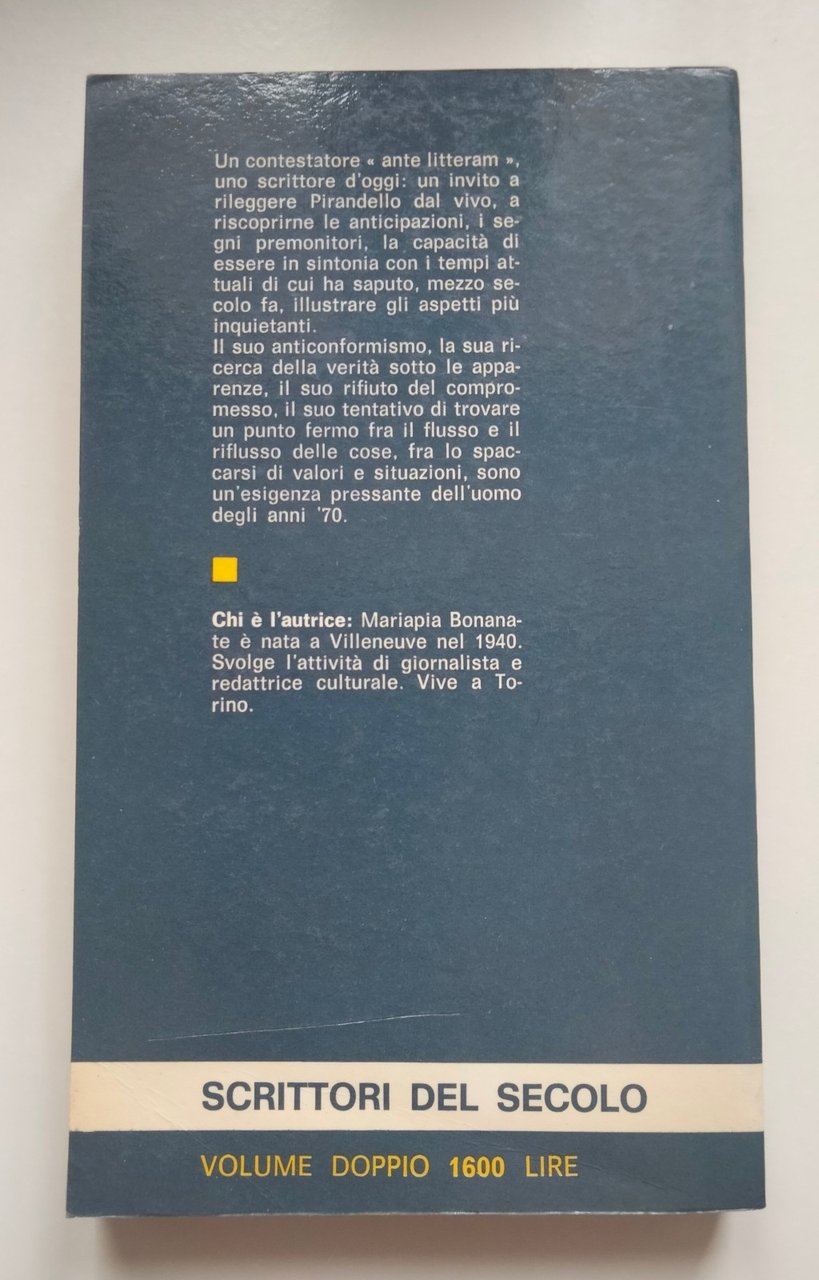 Un contestatore « ante litteram »,
uno scrittore d'oggi: un invito a
rileggere Pirandello dal vivo, a
riscoprirne le anticipazioni, i se-
gni premonitori, la capacità di
essere in sintonia con i tempi at-
tuali di cui ha saputo, mezzo se-
colo fa, illustrare gli aspetti più
inquietanti.
Il suo anticonformismo, la sua ri-
cerca della verità sotto le appa-
renze, il suo rifiuto del compro-
messo, il suo tentativo di trovare
un punto fermo fra il flusso e il
riflusso delle cose, fra lo spac-
carsi di valori e situazioni, sono
un'esigenza pressante dell'uomo
degli anni '70.
Chi è l'autrice: Mariapia Bonana-
te è nata a Villeneuve nel 1940.
Svolge l'attività di giornalista e
redattrice culturale. Vive a To-
rino.
SCRITTORI DEL SECOLO
VOLUME DOPPIO 1600 LIRE